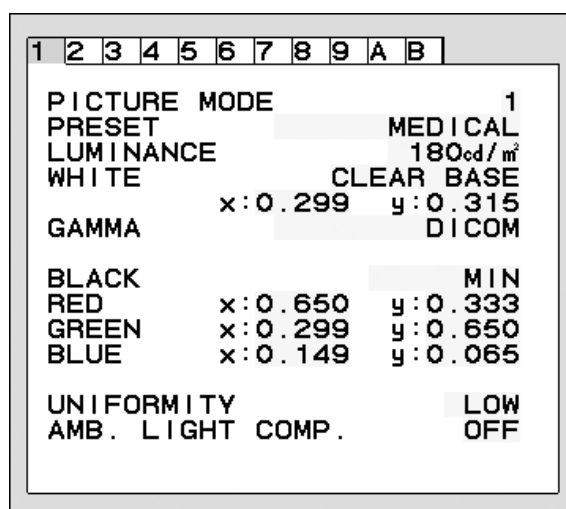 1 2 3 4 5 6 7 8 9 A B
PICTURE MODE 1
PRESET MEDICAL
LUMINANCE 180cd/㎡
WHITE CLEAR BASE
x:0.299 y:0.315
GAMMA DICOM
BLACK MIN
RED x:0.650 y:0.333
GREEN x:0.299 y:0.650
BLUE x:0.149 y:0.065
UNIFORMITY LOW
AMB. LIGHT COMP. OFF